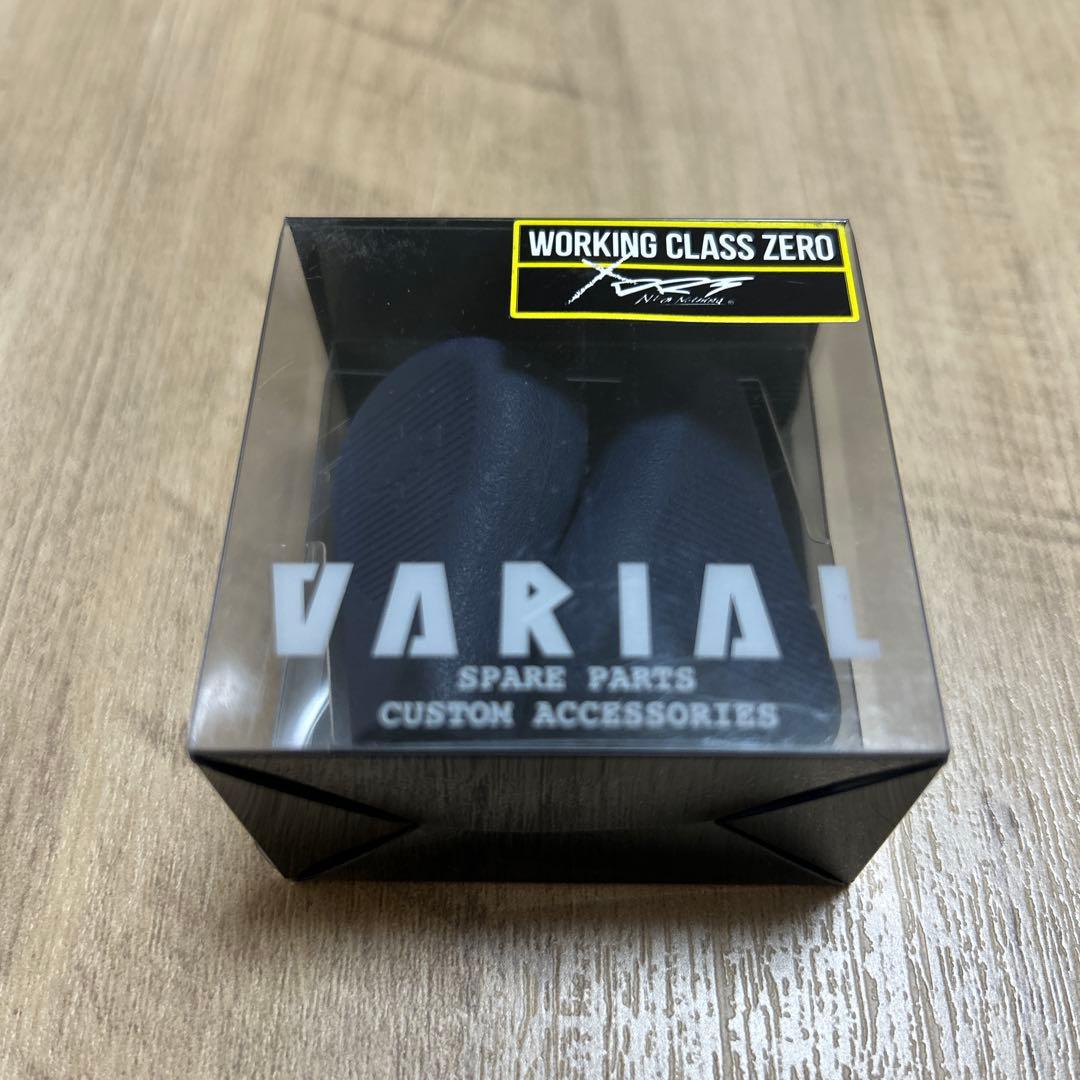 WORKING CLASS ZERO
VARIAL
SPARE PARTS
CUSTOM ACCESSORIES